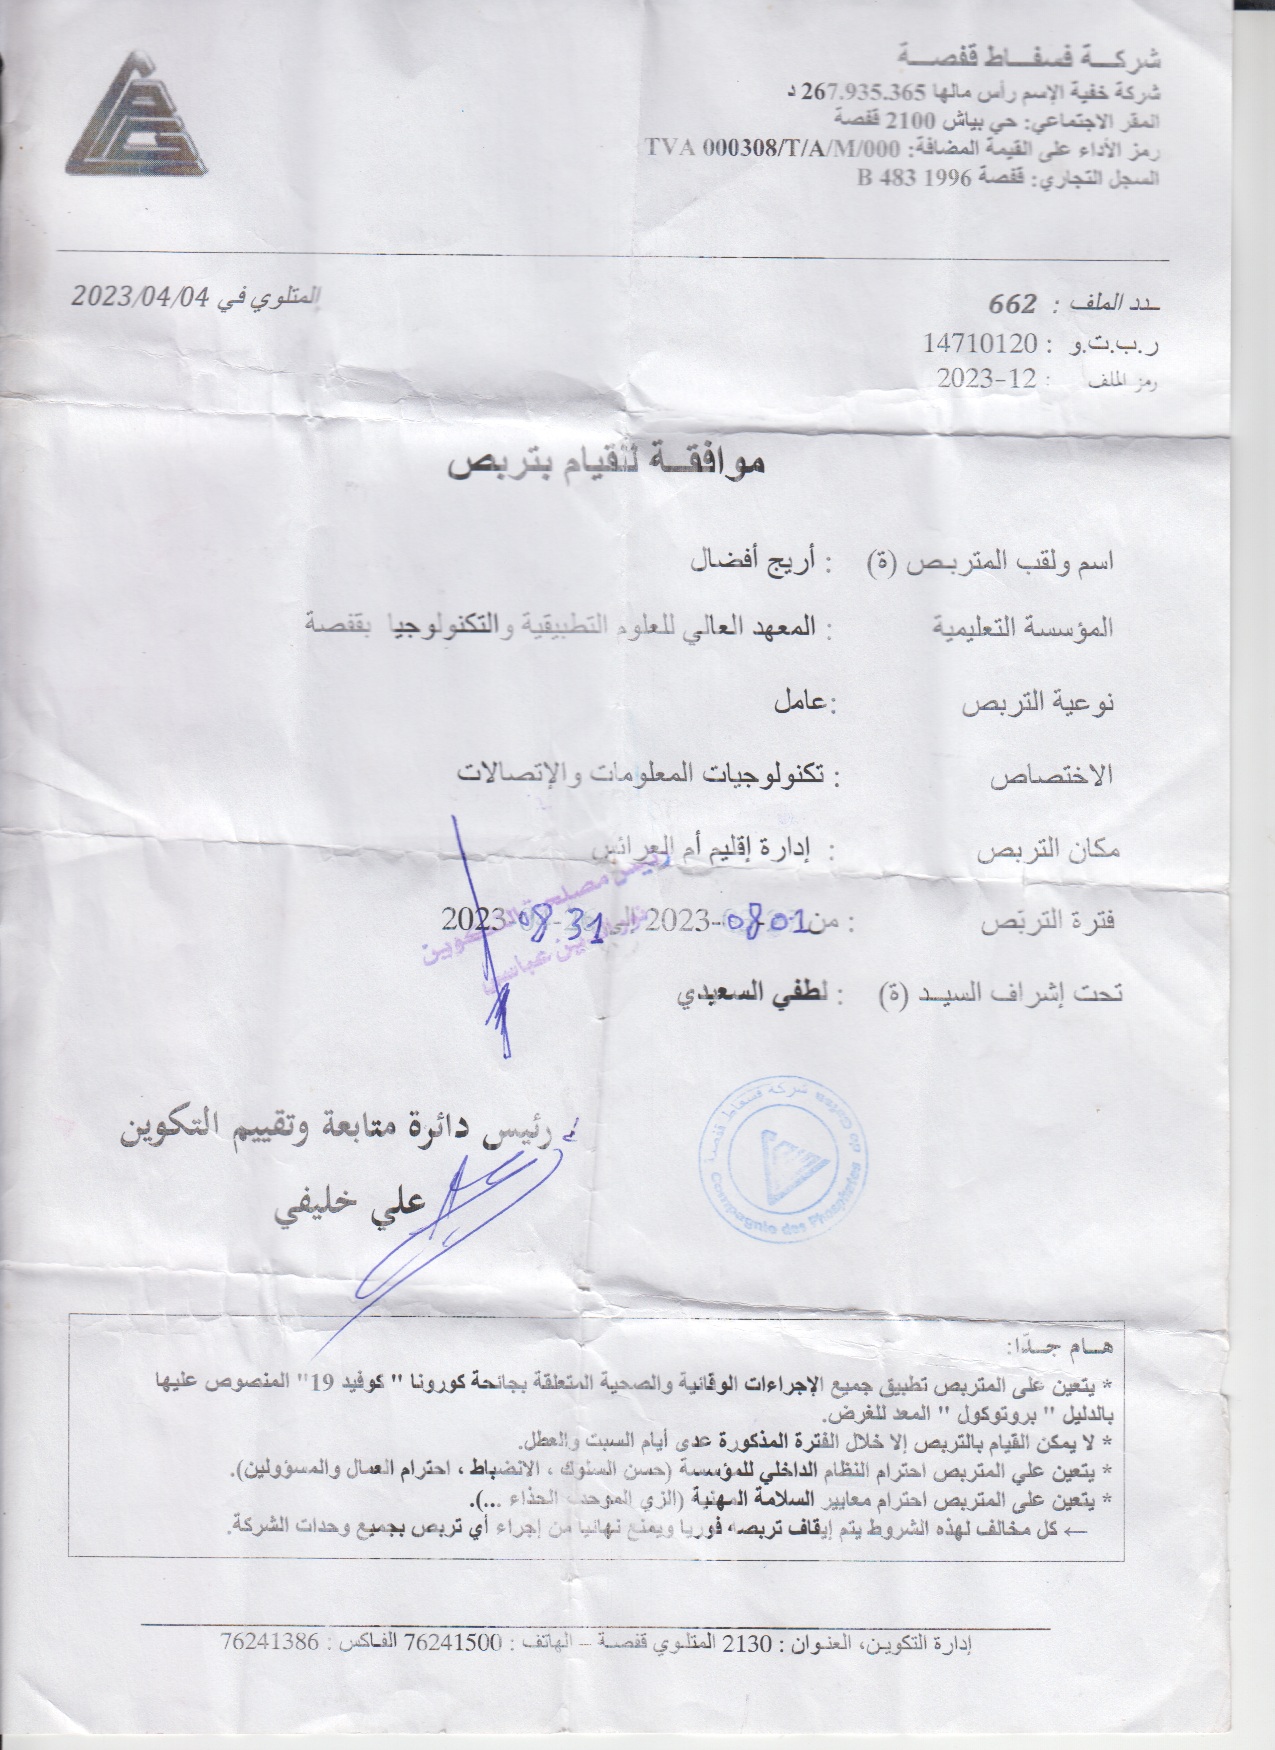 شركة فسفاط قفصة
شركة خفية الإسم رأس مالها 267.935.365 د
المقر الاجتماعي: حي بياش 2100 قفصة
رمز الأداء على القيمة المضافة: TVA 000308/T/A/M/000
السجل التجاري: قفصة B 483 1996
المتلوي في 2023/04/04
ـدد الملف : 662
ر.ب.ت.و : 14710120
رمز الملف : 2023-12
موافقة للقيام بتربص
اسم ولقب المتربص (ة) : أريج أفضال
المؤسسة التعليمية : المعهد العالي للعلوم التطبيقية والتكنولوجيا بقفصة
نوعية التربص : عامل
الاختصاص : تكنولوجيات المعلومات والإتصالات
مكان التربص : إدارة إقليم أم العرائس
رئيس مصلحة التكوين
بن عباس
فترة التربص : من 01-08-2023 إلى 31-08-2023
تحت إشراف السيد (ة) : لطفي السعيدي
شركة فسفاط قفصة
Compagnie des Phosphates de Gafsa
رئيس دائرة متابعة وتقييم التكوين
علي خليفي
هام جدّا:
* يتعين على المتربص تطبيق جميع الإجراءات الوقائية والصحية المتعلقة بجائحة كورونا " كوفيد 19" المنصوص عليها
بالدليل " بروتوكول " المعد للغرض.
* لا يمكن القيام بالتربص إلا خلال الفترة المذكورة عدى أيام السبت والعطل.
* يتعين علي المتربص احترام النظام الداخلي للمؤسسة (حسن السلوك ، الانضباط ، احترام العمال والمسؤولين).
* يتعين على المتربص احترام معايير السلامة المهنية (الزي الموحد، الحذاء ...).
← كل مخالف لهذه الشروط يتم إيقاف تربصه فوريا ويمنع نهائيا من إجراء أي تربص بجميع وحدات الشركة.
إدارة التكوين، العنوان : 2130 المتلوي قفصة – الهاتف : 76241500 الفاكس : 76241386